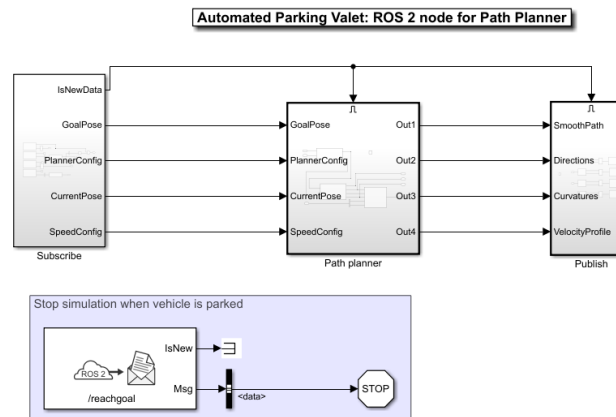 Automated Parking Valet: ROS 2 node for Path Planner
IsNewData
GoalPose
PlannerConfig
CurrentPose
SpeedConfig
Subscribe
GoalPose
PlannerConfig
CurrentPose
SpeedConfig
Out1
Out2
Out3
Out4
Path planner
SmoothPath
Directions
Curvatures
VelocityProfile
Publish
Stop simulation when vehicle is parked
ROS 2
/reachgoal
IsNew
Msg
<data>
STOP